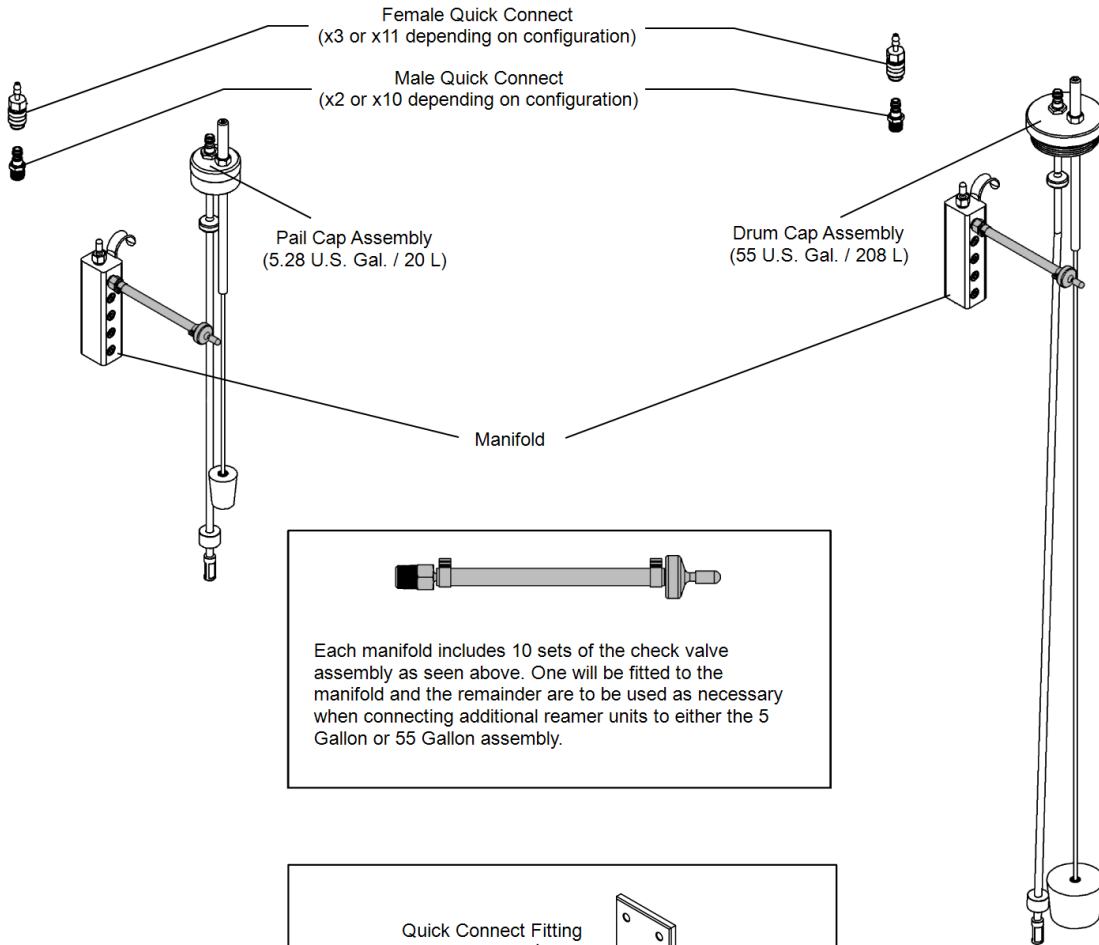 Female Quick Connect
(x3 or x11 depending on configuration)
Male Quick Connect
(x2 or x10 depending on configuration)
Pail Cap Assembly
(5.28 U.S. Gal. / 20 L)
Drum Cap Assembly
(55 U.S. Gal. / 208 L)
Manifold
Each manifold includes 10 sets of the check valve
assembly as seen above. One will be fitted to the
manifold and the remainder are to be used as necessary
when connecting additional reamer units to either the 5
Gallon or 55 Gallon assembly.
Quick Connect Fitting